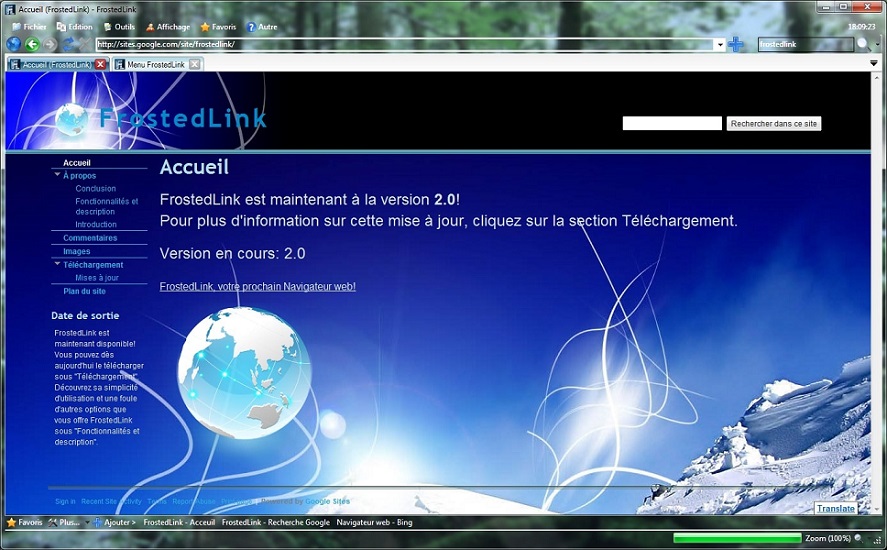 Accueil (FrostedLink) - FrostedLink
Fichier Edition Outils Affichage Favoris Autre 18:09:23
http://sites.google.com/site/frostedlink/ frostedlink
Accueil (FrostedLink) Menu FrostedLink
FrostedLink
Rechercher dans ce site
Accueil
À propos
Conclusion
Fonctionnalités et
description
Introduction
Commentaires
Images
Téléchargement
Mises à jour
Plan du site
Date de sortie
FrostedLink est
maintenant disponible!
Vous pouvez dès
aujourd'hui le télécharger
sous "Téléchargement"
Découvrez sa simplicité
d'utilisation et une foule
d'autres options que
vous offre FrostedLink
sous "Fonctionnalités et
description".
Accueil
FrostedLink est maintenant à la version 2.0!
Pour plus d'information sur cette mise à jour, cliquez sur la section Téléchargement.
Version en cours: 2.0
FrostedLink, votre prochain Navigateur web!
Sign in Recent Site Activity Terms Report Abuse Powered by Google Sites
Translate
Favoris Plus... Ajouter > FrostedLink - Acceuil FrostedLink - Recherche Google Navigateur web - Bing
Zoom (100%)